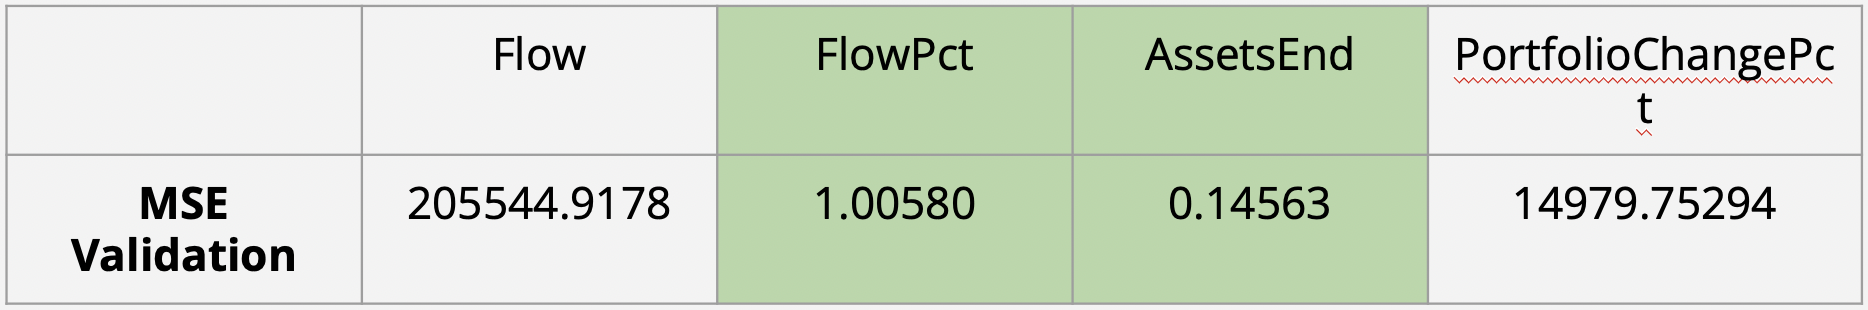 Flow
FlowPct
AssetsEnd
PortfolioChangePc
t
MSE
Validation
205544.9178
1.00580
0.14563
14979.75294